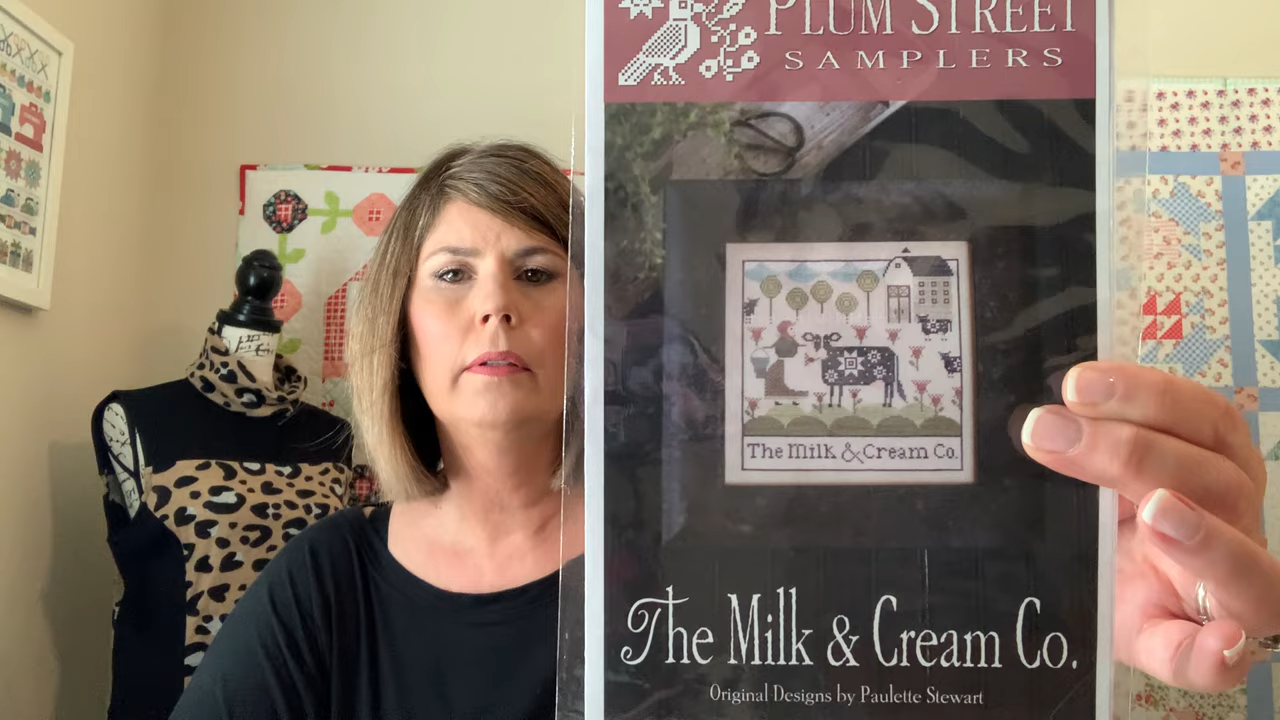 PLUM STREET
SAMPLERS
The Milk & Cream Co.
The Milk & Cream Co.
Original Designs by Paulette Stewart